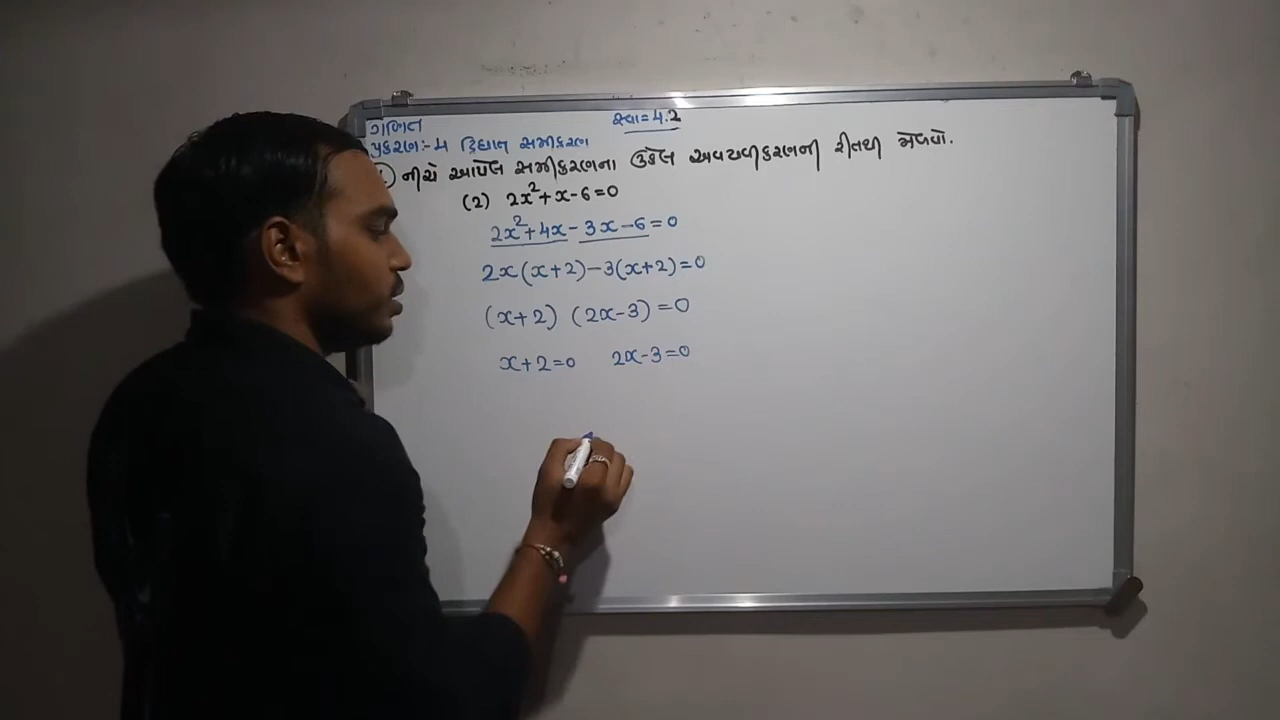 ગણિત
સ્વા = 4.2
પ્રકરણ:-4 દ્વિઘાત સમીકરણ
નીચે આપેલ સમીકરણના ઉકેલ અવયવીકરણની રીતથી મેળવો.
(2) 2x²+x-6=0
2x²+4x-3x-6=0
2x(x+2)-3(x+2)=0
(x+2) (2x-3)=0
x+2=0 2x-3=0